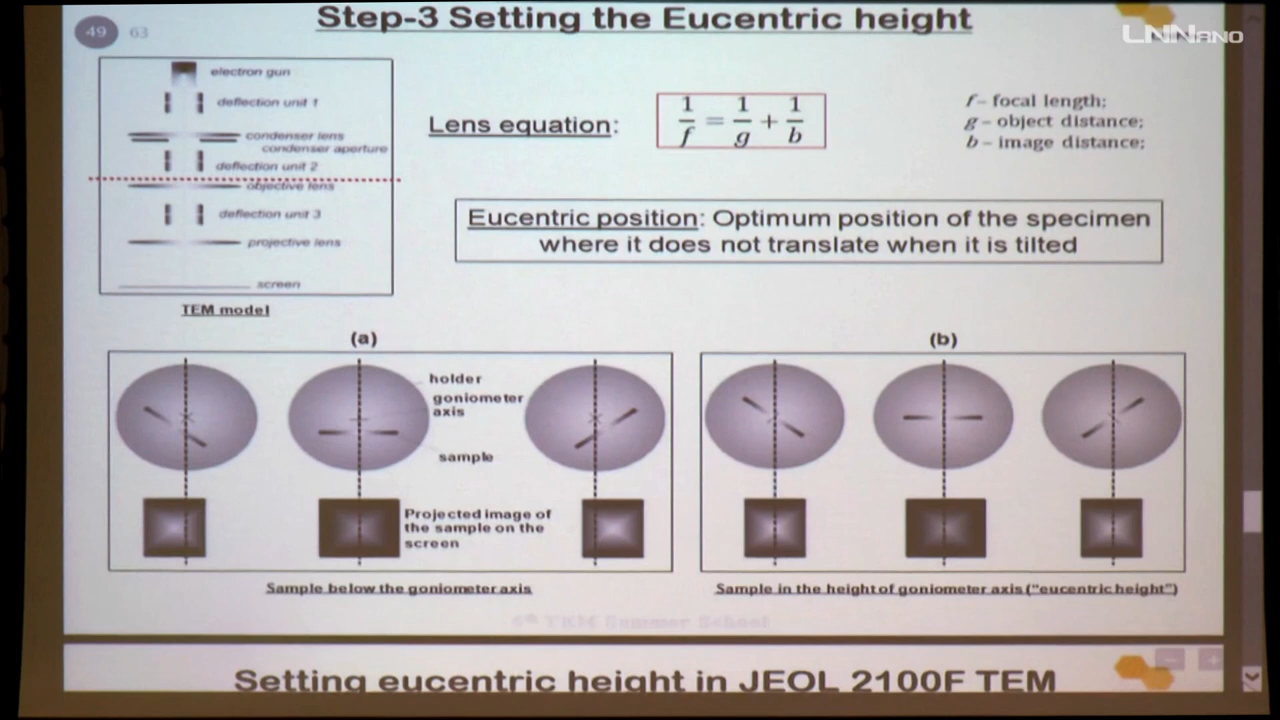 Step-3 Setting the Eucentric height
49 63
LNNANO
electron gun
deflection unit 1
condenser lens
condenser aperture
deflection unit 2
objective lens
deflection unit 3
projective lens
screen
TEM model
Lens equation:
1/f = 1/g + 1/b
f – focal length;
g – object distance;
b – image distance;
Eucentric position: Optimum position of the specimen
where it does not translate when it is tilted
(a)
holder
goniometer
axis
sample
Projected image of
the sample on the
screen
Sample below the goniometer axis
(b)
Sample in the height of goniometer axis ("eucentric height")
TEM Summer School
Setting eucentric height in JEOL 2100F TEM